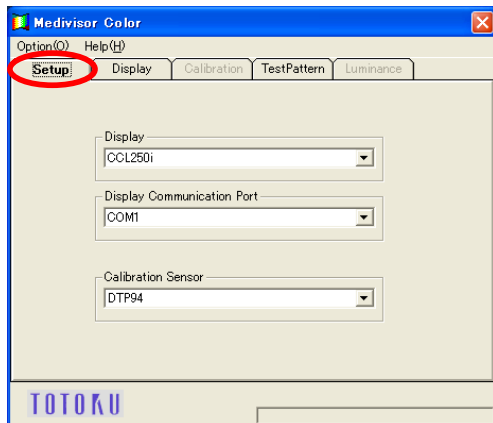 Medivisor Color
Option(O) Help(H)
Setup Display Calibration TestPattern Luminance
Display
CCL250i
Display Communication Port
COM1
Calibration Sensor
DTP94
TOTOKU